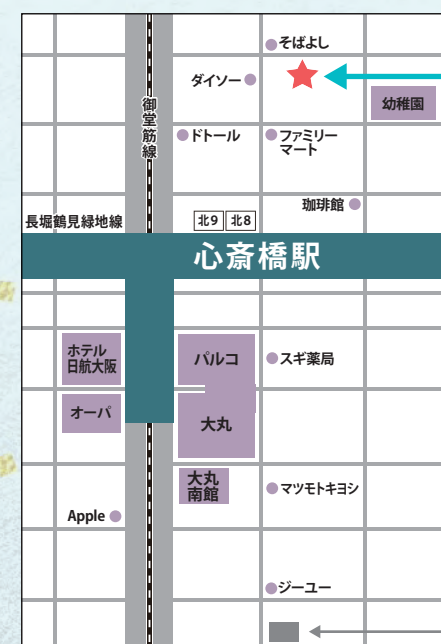 そばよし
ダイソー
幼稚園
御堂筋線
ドトール
ファミリー
マート
珈琲館
長堀鶴見緑地線
北9
北8
心斎橋駅
ホテル
日航大阪
パルコ
スギ薬局
オーパ
大丸
大丸
南館
マツモトキヨシ
Apple
ジーユー